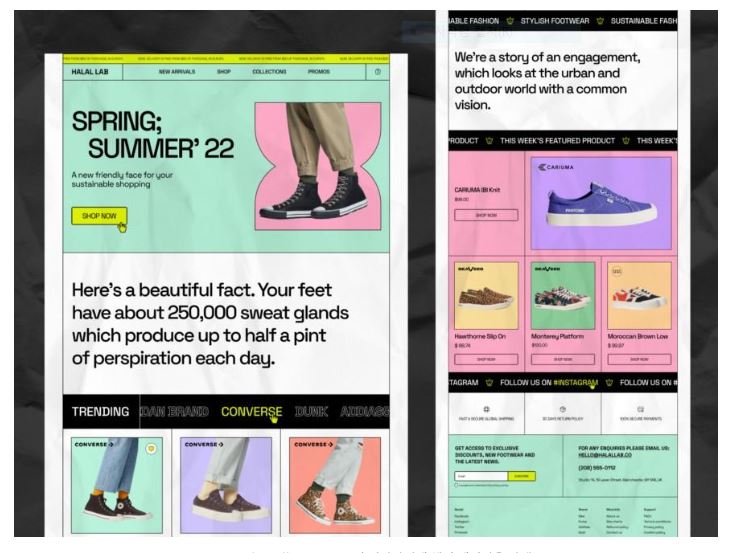 HALAL LAB
NEW ARRIVALS
SHOP
COLLECTIONS
PROMOS
SPRING;
SUMMER' 22
A new friendly face for your
sustainable shopping
SHOP NOW
Here's a beautiful fact. Your feet
have about 250,000 sweat glands
which produce up to half a pint
of perspiration each day.
TRENDING
DAN BRAND
CONVERSE
DUNK
CONVERSE
CONVERSE
CONVERSE
ABLE FASHION
STYLISH FOOTWEAR
SUSTAINABLE FASH
We're a story of an engagement,
which looks at the urban and
outdoor world with a common
vision.
PRODUCT
THIS WEEK'S FEATURED PRODUCT
THIS WEEK'S
CARIUMA
CARIUMA IBI Knit
$98.00
SHOP NOW
PANTONE
Hawthorne Slip On
$ 98.74
SHOP NOW
Monterey Platform
$100.00
SHOP NOW
Moroccan Brown Low
$ 99.97
SHOP NOW
TAGRAM
FOLLOW US ON #INSTAGRAM
FOLLOW US ON #
FAST & SECURE GLOBAL SHIPPING
30 DAYS RETURN POLICY
100% SECURE PAYMENTS
GET ACCESS TO EXCLUSIVE
DISCOUNTS, NEW FOOTWEAR AND
THE LATEST NEWS.
FOR ANY ENQUIRIES PLEASE EMAIL US:
HELLO@HALALLAB.CO
(208) 555-0112
Support